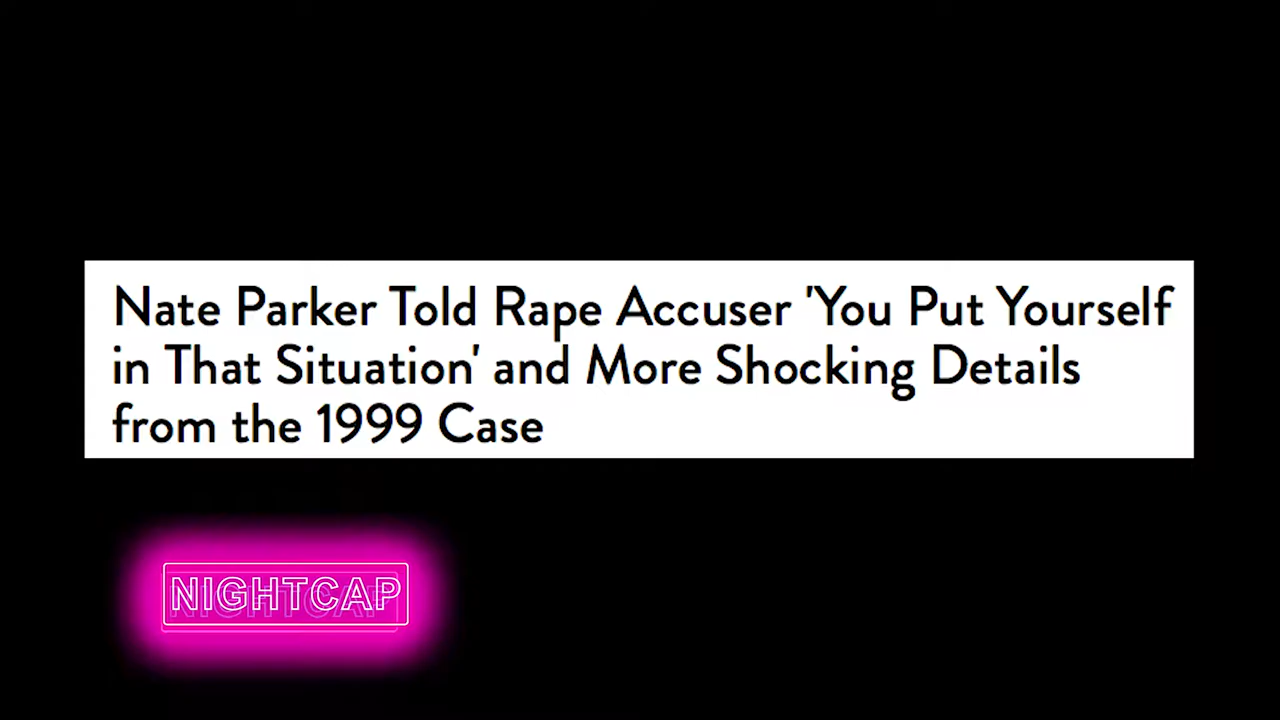 Nate Parker Told Rape Accuser 'You Put Yourself
in That Situation' and More Shocking Details
from the 1999 Case
NIGHTCAP